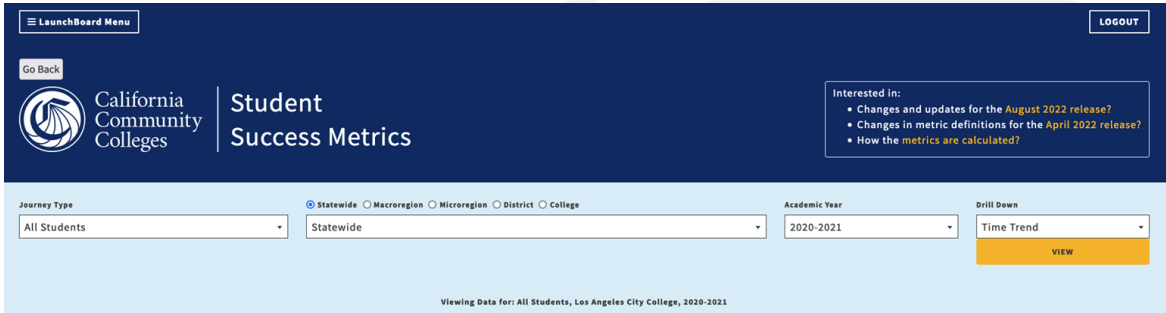 ≡ LaunchBoard Menu
LOGOUT
Go Back
California
Community
Colleges
Student
Success Metrics
Interested in:
• Changes and updates for the August 2022 release?
• Changes in metric definitions for the April 2022 release?
• How the metrics are calculated?
Journey Type
All Students
Statewide Macroregion Microregion District College
Statewide
Academic Year
2020-2021
Drill Down
Time Trend
VIEW
Viewing Data for: All Students, Los Angeles City College, 2020-2021